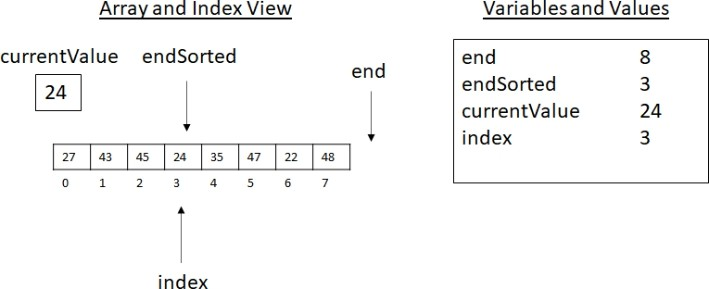 Array and Index View
Variables and Values
currentValue endSorted
end
24
27 43 45 24 35 47 22 48
0 1 2 3 4 5 6 7
index
end 8
endSorted 3
currentValue 24
index 3